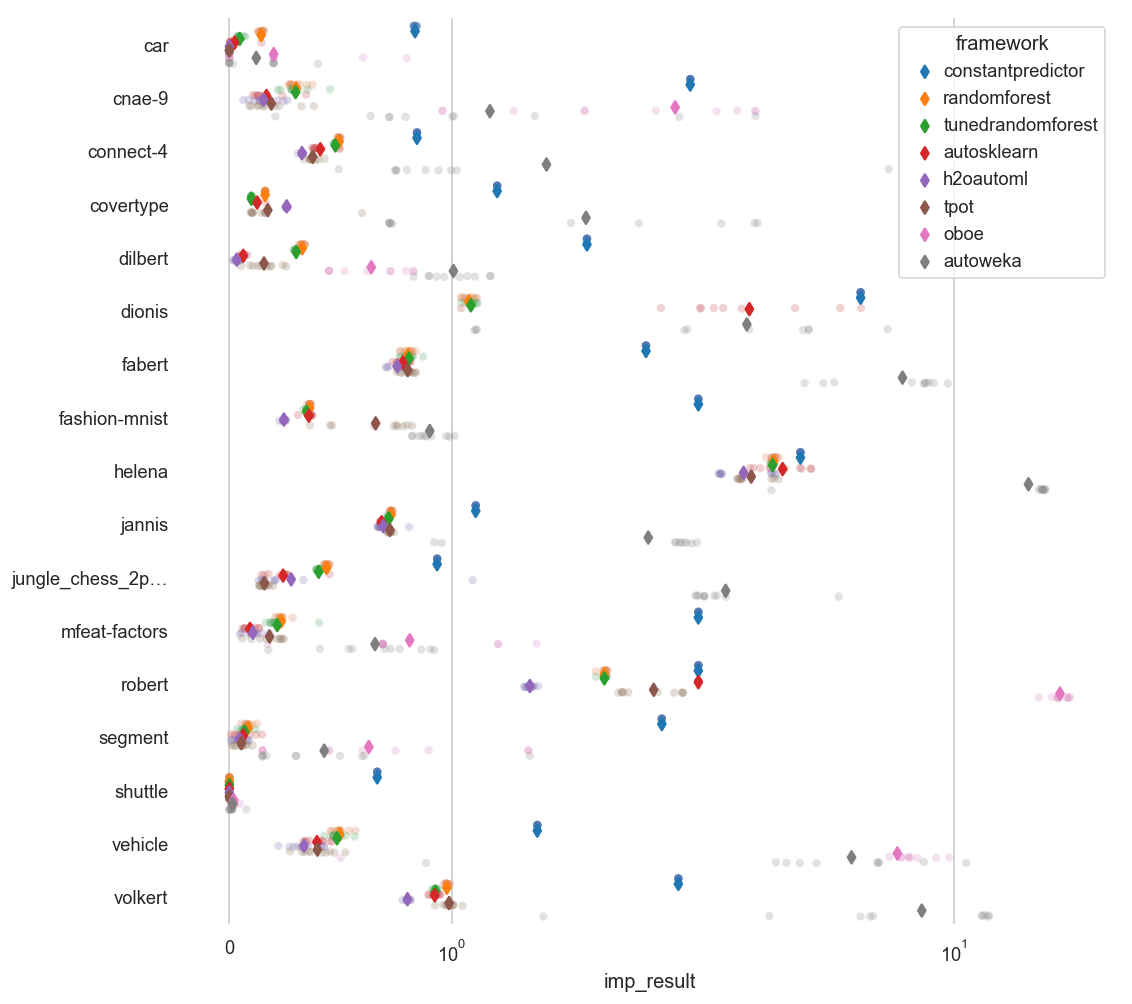 framework
constantpredictor
randomforest
tunedrandomforest
autosklearn
h2oautoml
tpot
oboe
autoweka
car
cnae-9
connect-4
covertype
dilbert
dionis
fabert
fashion-mnist
helena
jannis
jungle_chess_2p…
mfeat-factors
robert
segment
shuttle
vehicle
volkert
0 10⁰ 10¹
imp_result